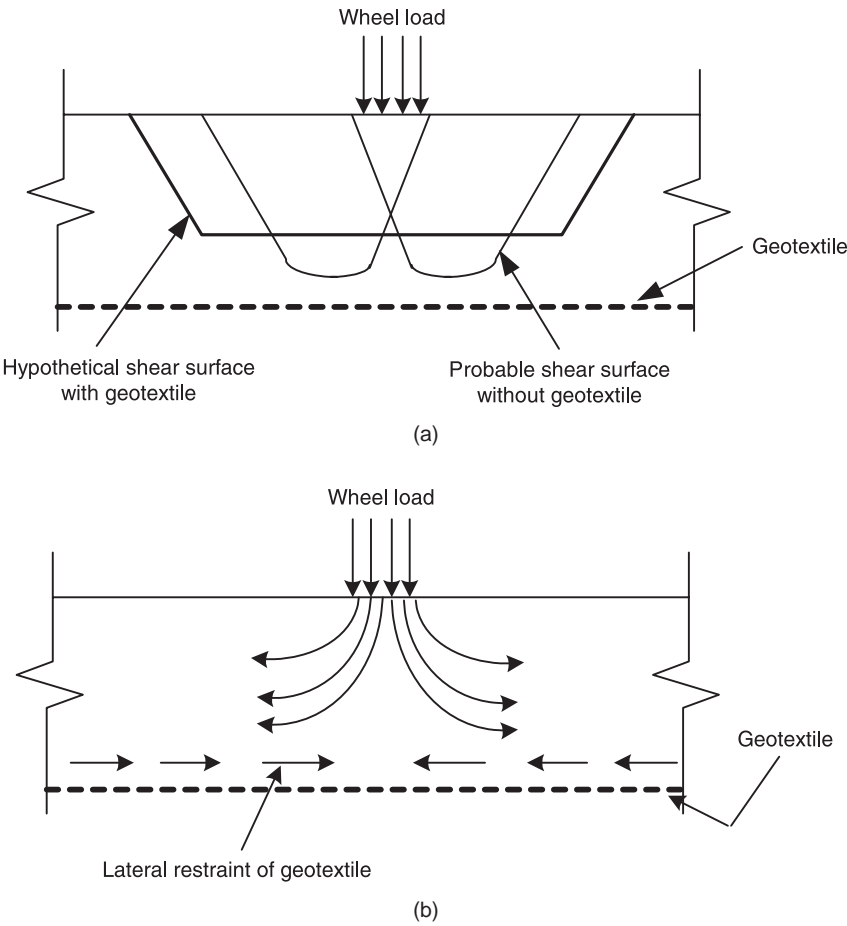 Wheel load
Geotextile
Hypothetical shear surface
with geotextile
Probable shear surface
without geotextile
(a)
Wheel load
Geotextile
Lateral restraint of geotextile
(b)